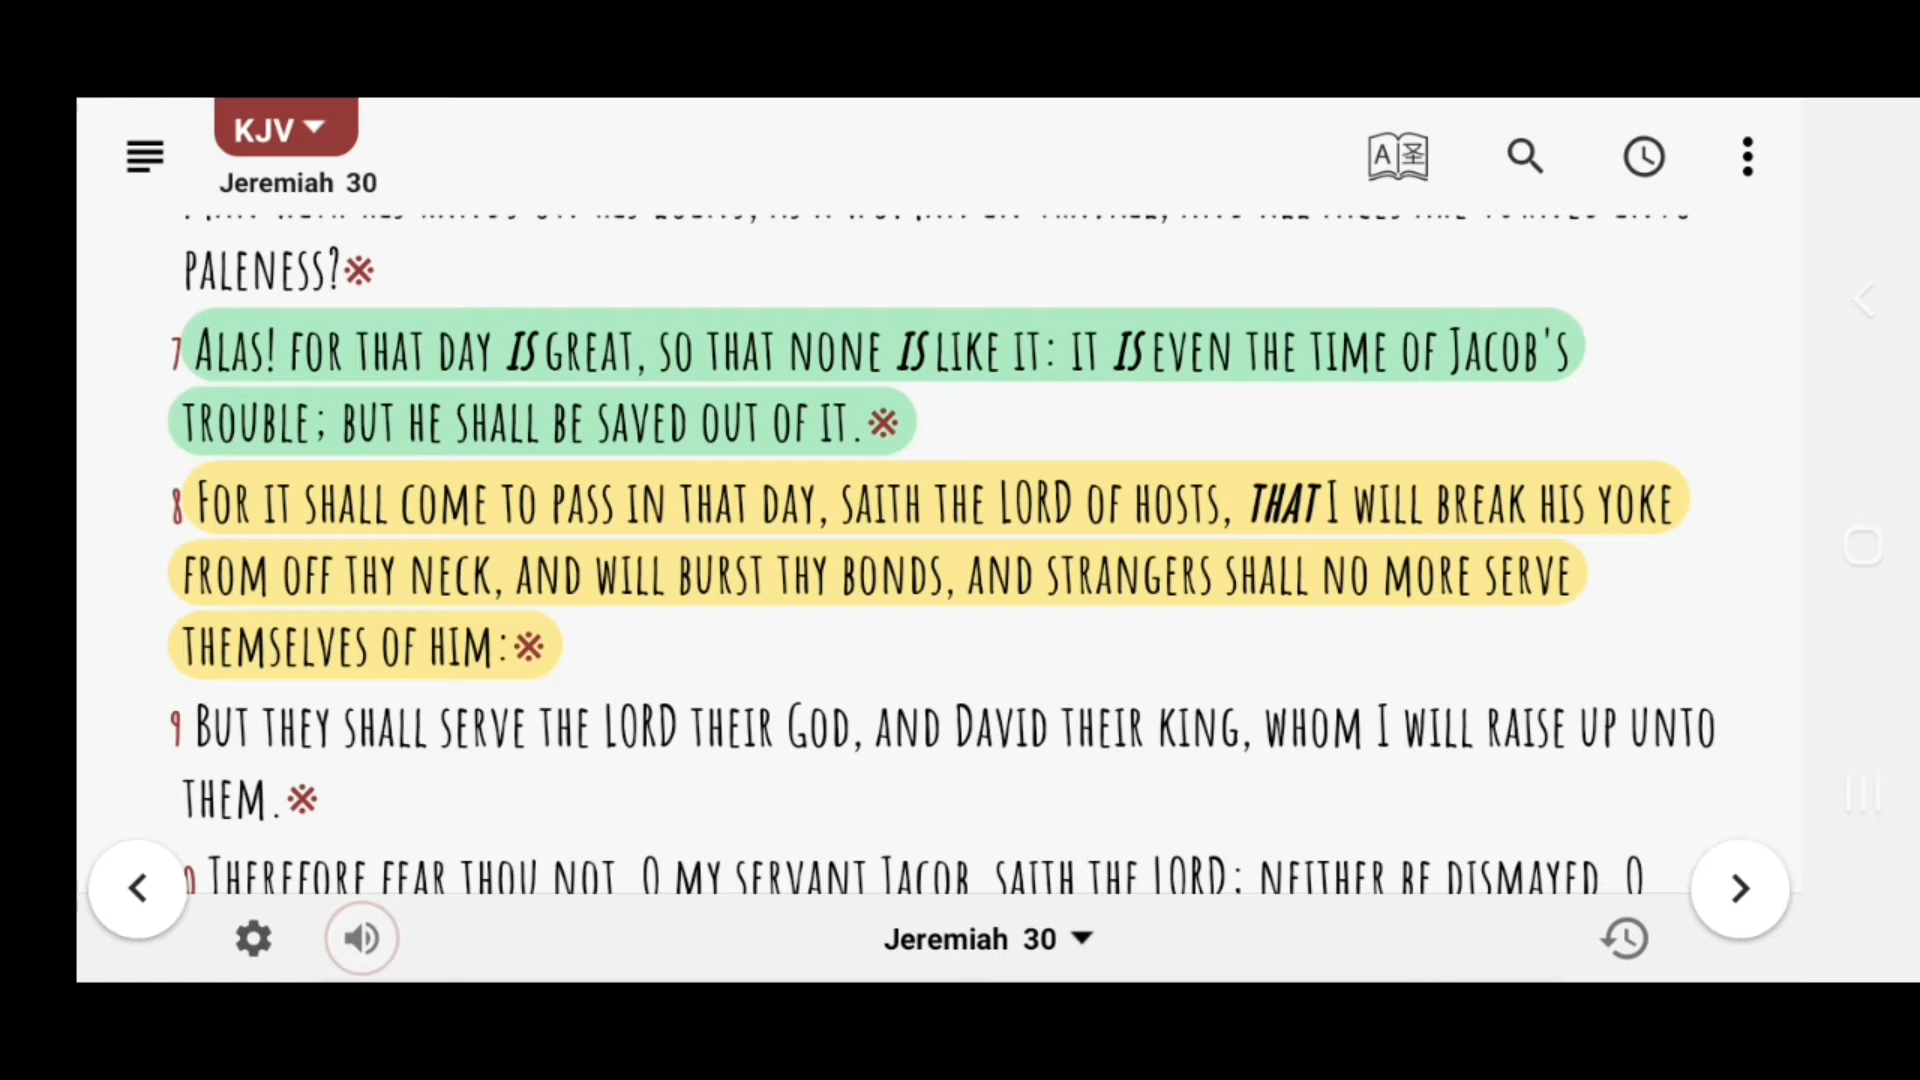 KJV
Jeremiah 30
PALENESS?※
7 ALAS! FOR THAT DAY IS GREAT, SO THAT NONE IS LIKE IT: IT IS EVEN THE TIME OF JACOB'S
TROUBLE; BUT HE SHALL BE SAVED OUT OF IT.※
8 FOR IT SHALL COME TO PASS IN THAT DAY, SAITH THE LORD OF HOSTS, THAT I WILL BREAK HIS YOKE
FROM OFF THY NECK, AND WILL BURST THY BONDS, AND STRANGERS SHALL NO MORE SERVE
THEMSELVES OF HIM:※
9 BUT THEY SHALL SERVE THE LORD THEIR GOD, AND DAVID THEIR KING, WHOM I WILL RAISE UP UNTO
THEM.※
THEREFORE FEAR THOU NOT, O MY SERVANT JACOB, SAITH THE LORD; NEITHER BE DISMAYED, O
Jeremiah 30